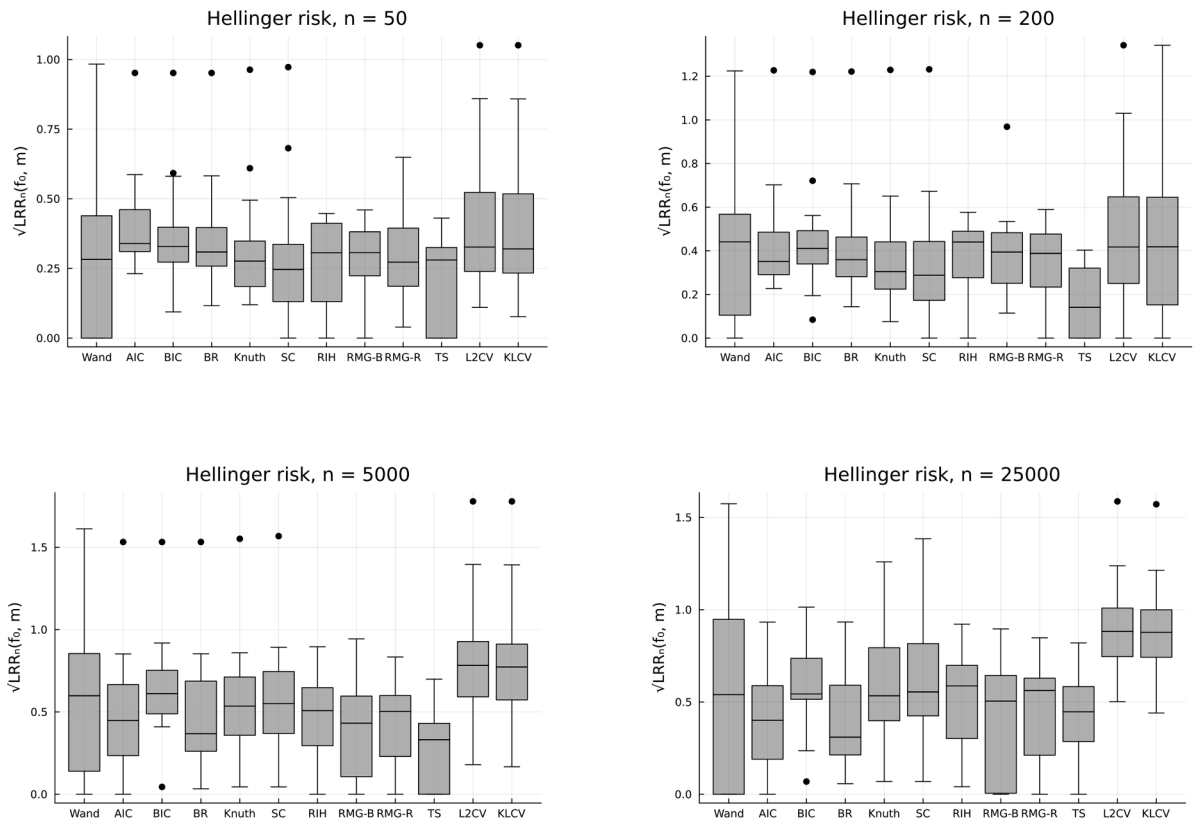 Hellinger risk, n = 50
√LRRₙ(f₀, m)
1.00
0.75
0.50
0.25
0.00
Wand AIC BIC BR Knuth SC RIH RMG-B RMG-R TS L2CV KLCV
Hellinger risk, n = 200
√LRRₙ(f₀, m)
1.2
1.0
0.8
0.6
0.4
0.2
0.0
Wand AIC BIC BR Knuth SC RIH RMG-B RMG-R TS L2CV KLCV
Hellinger risk, n = 5000
√LRRₙ(f₀, m)
1.5
1.0
0.5
0.0
Wand AIC BIC BR Knuth SC RIH RMG-B RMG-R TS L2CV KLCV
Hellinger risk, n = 25000
√LRRₙ(f₀, m)
1.5
1.0
0.5
0.0
Wand AIC BIC BR Knuth SC RIH RMG-B RMG-R TS L2CV KLCV